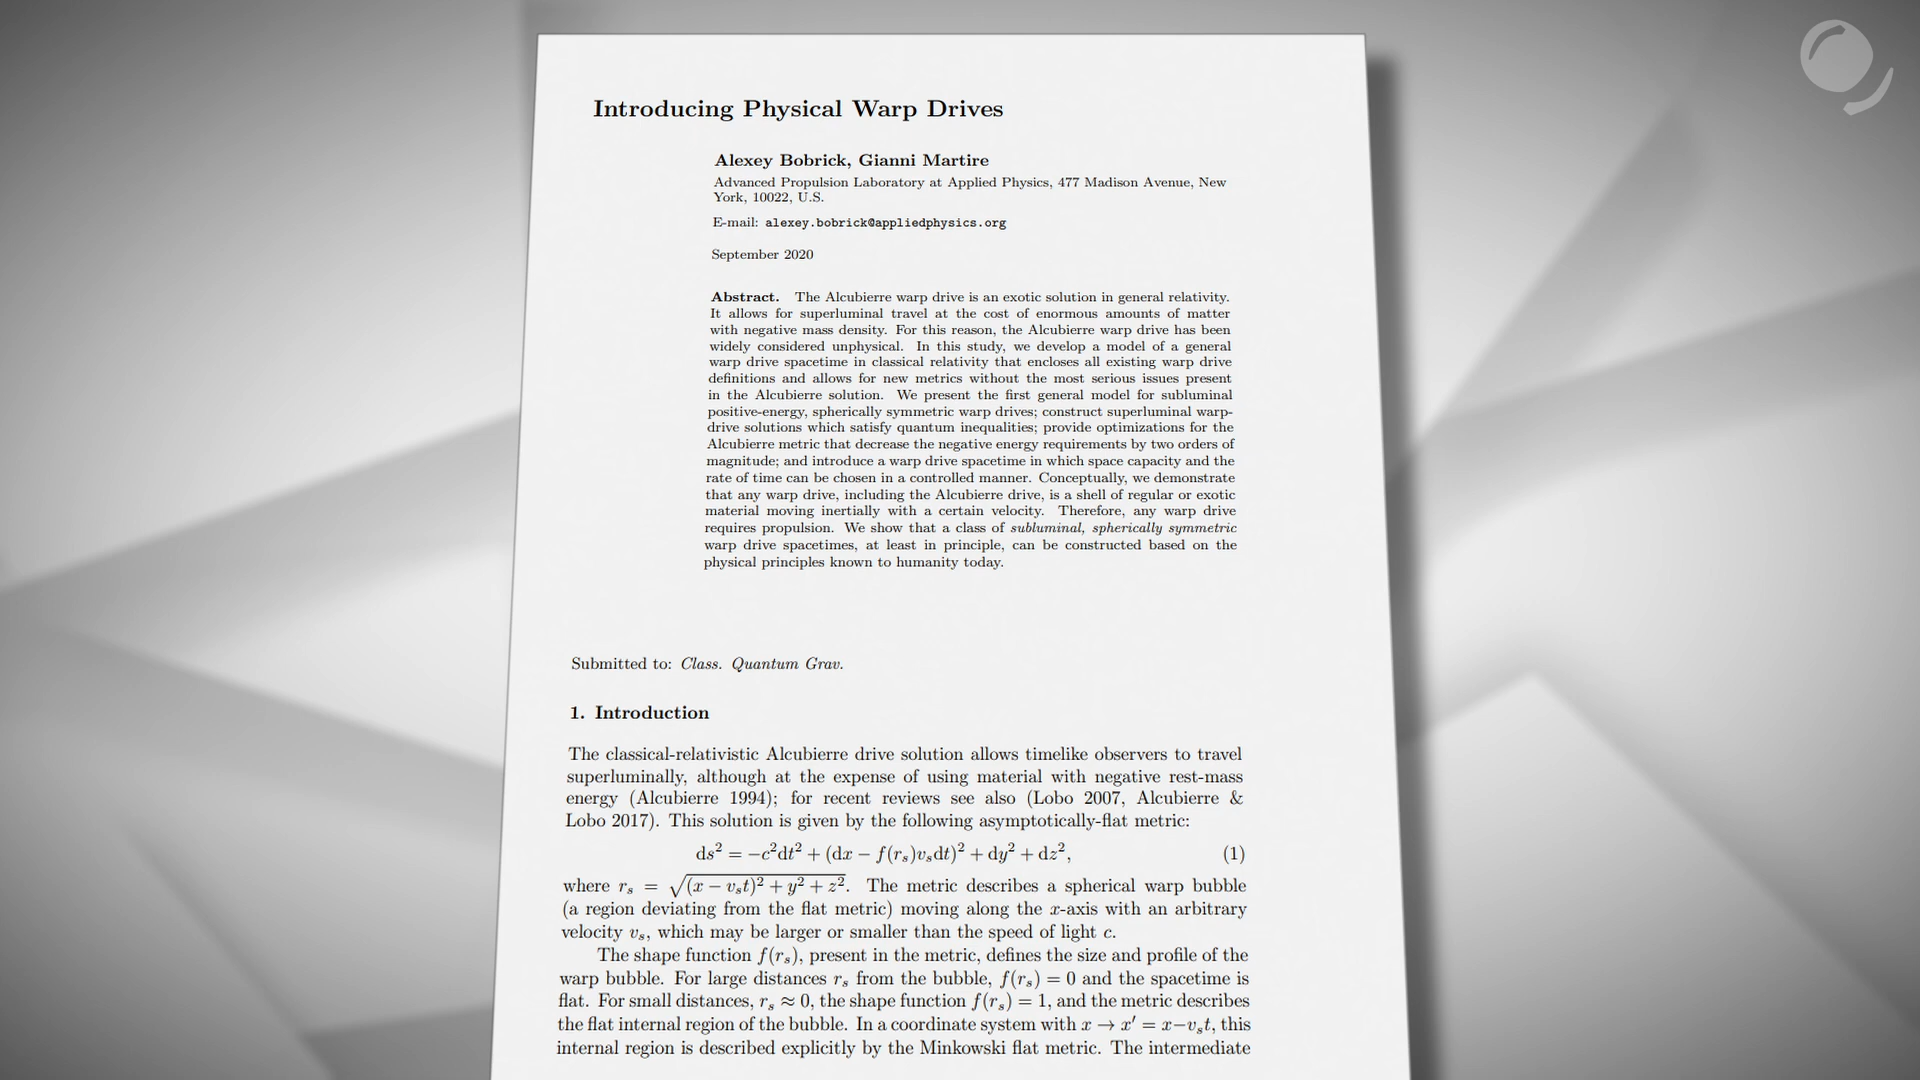 Introducing Physical Warp Drives
Alexey Bobrick, Gianni Martire
Advanced Propulsion Laboratory at Applied Physics, 477 Madison Avenue, New
York, 10022, U.S.
E-mail: alexey.bobrick@appliedphysics.org
September 2020
Abstract. The Alcubierre warp drive is an exotic solution in general relativity.
It allows for superluminal travel at the cost of enormous amounts of matter
with negative mass density. For this reason, the Alcubierre warp drive has been
widely considered unphysical. In this study, we develop a model of a general
warp drive spacetime in classical relativity that encloses all existing warp drive
definitions and allows for new metrics without the most serious issues present
in the Alcubierre solution. We present the first general model for subluminal
positive-energy, spherically symmetric warp drives; construct superluminal warp-
drive solutions which satisfy quantum inequalities; provide optimizations for the
Alcubierre metric that decrease the negative energy requirements by two orders of
magnitude; and introduce a warp drive spacetime in which space capacity and the
rate of time can be chosen in a controlled manner. Conceptually, we demonstrate
that any warp drive, including the Alcubierre drive, is a shell of regular or exotic
material moving inertially with a certain velocity. Therefore, any warp drive
requires propulsion. We show that a class of subluminal, spherically symmetric
warp drive spacetimes, at least in principle, can be constructed based on the
physical principles known to humanity today.
Submitted to: Class. Quantum Grav.
1. Introduction
The classical-relativistic Alcubierre drive solution allows timelike observers to travel
superluminally, although at the expense of using material with negative rest-mass
energy (Alcubierre 1994); for recent reviews see also (Lobo 2007, Alcubierre &
Lobo 2017). This solution is given by the following asymptotically-flat metric:
ds² = −c²dt² + (dx − f(rₛ)vₛdt)² + dy² + dz², (1)
where rₛ = √((x − vₛt)² + y² + z²). The metric describes a spherical warp bubble
(a region deviating from the flat metric) moving along the x-axis with an arbitrary
velocity vₛ, which may be larger or smaller than the speed of light c.
The shape function f(rₛ), present in the metric, defines the size and profile of the
warp bubble. For large distances rₛ from the bubble, f(rₛ) = 0 and the spacetime is
flat. For small distances, rₛ ≈ 0, the shape function f(rₛ) = 1, and the metric describes
the flat internal region of the bubble. In a coordinate system with x → x′ = x−vₛt, this
internal region is described explicitly by the Minkowski flat metric. The intermediate